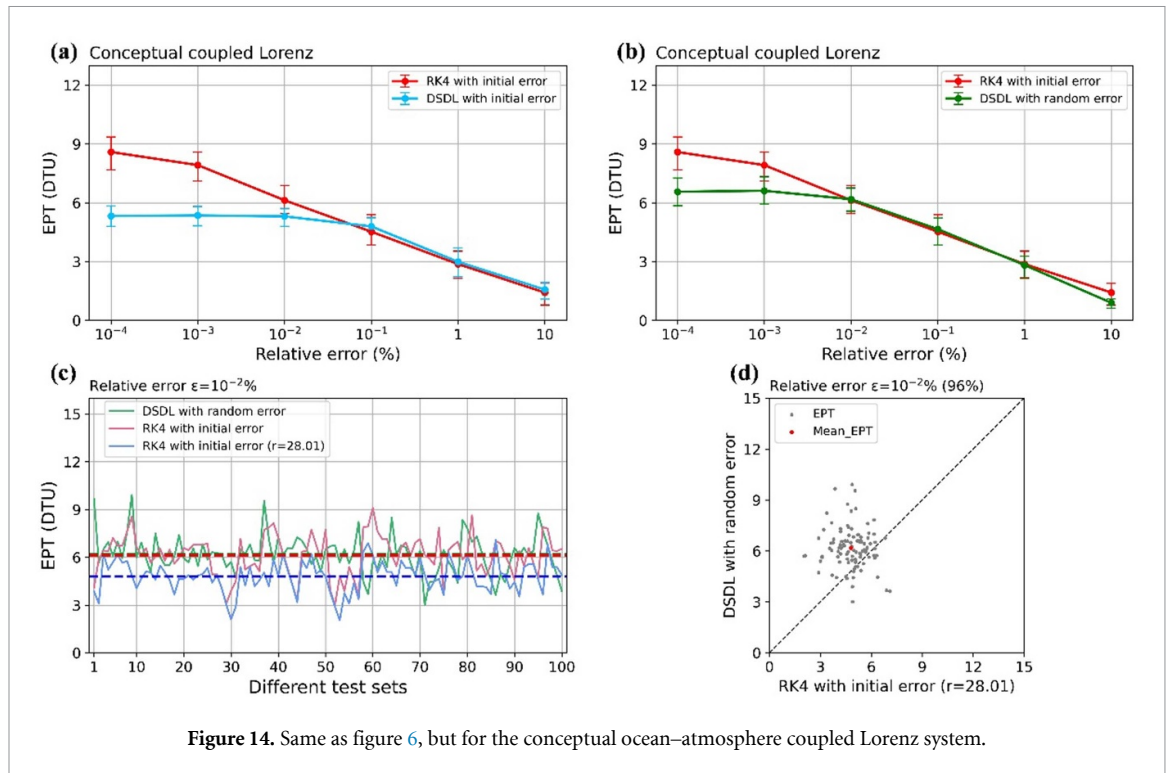 (a) Conceptual coupled Lorenz
RK4 with initial error
DSDL with initial error
EPT (DTU)
12
9
6
3
0
10⁻⁴ 10⁻³ 10⁻² 10⁻¹ 1 10
Relative error (%)
(b) Conceptual coupled Lorenz
RK4 with initial error
DSDL with random error
EPT (DTU)
12
9
6
3
0
10⁻⁴ 10⁻³ 10⁻² 10⁻¹ 1 10
Relative error (%)
(c) Relative error ε=10⁻²%
DSDL with random error
RK4 with initial error
RK4 with initial error (r=28.01)
EPT (DTU)
15
12
9
6
3
0
1 10 20 30 40 50 60 70 80 90 100
Different test sets
(d) Relative error ε=10⁻²% (96%)
EPT
Mean_EPT
DSDL with random error
15
12
9
6
3
0
0 3 6 9 12 15
RK4 with initial error (r=28.01)
Figure 14. Same as figure 6, but for the conceptual ocean–atmosphere coupled Lorenz system.